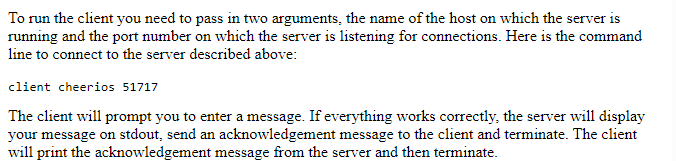 To run the client you need to pass in two arguments, the name of the host on which the server is
running and the port number on which the server is listening for connections. Here is the command
line to connect to the server described above:
client cheerios 51717
The client will prompt you to enter a message. If everything works correctly, the server will display
your message on stdout, send an acknowledgement message to the client and terminate. The client
will print the acknowledgement message from the server and then terminate.